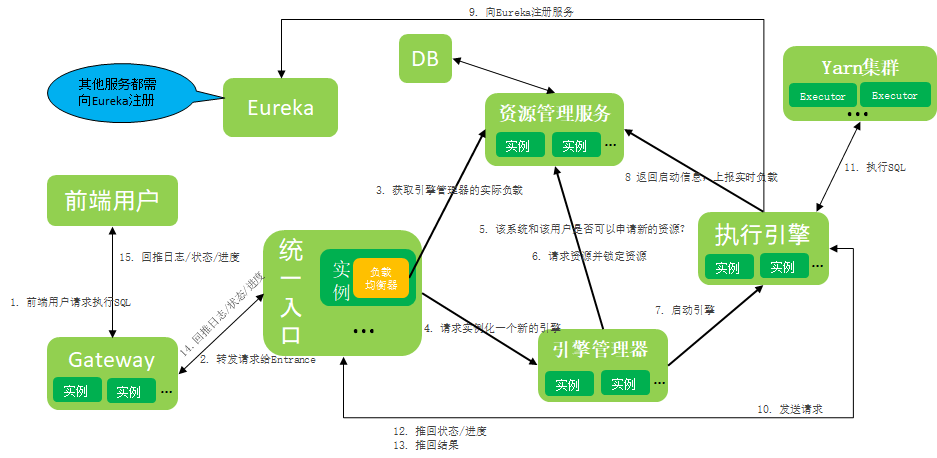 9. 向Eureka注册服务
其他服务都需
向Eureka注册
Eureka
DB
资源管理服务
实例
实例
...
Yarn集群
Executor
Executor
...
3. 获取引擎管理器的实际负载
8 返回启动信息，上报实时负载
11. 执行SQL
前端用户
15. 回推日志/状态/进度
1. 前端用户请求执行SQL
14. 回推日志/状态/进度
2. 转发请求给Entrance
Gateway
实例
实例
...
统一入口
实例
负载
均衡器
...
5. 该系统和该用户是否可以申请新的资源?
6. 请求资源并锁定资源
执行引擎
实例
实例
...
4. 请求实例化一个新的引擎
7. 启动引擎
引擎管理器
实例
实例
...
10. 发送请求
12. 推回状态/进度
13. 推回结果